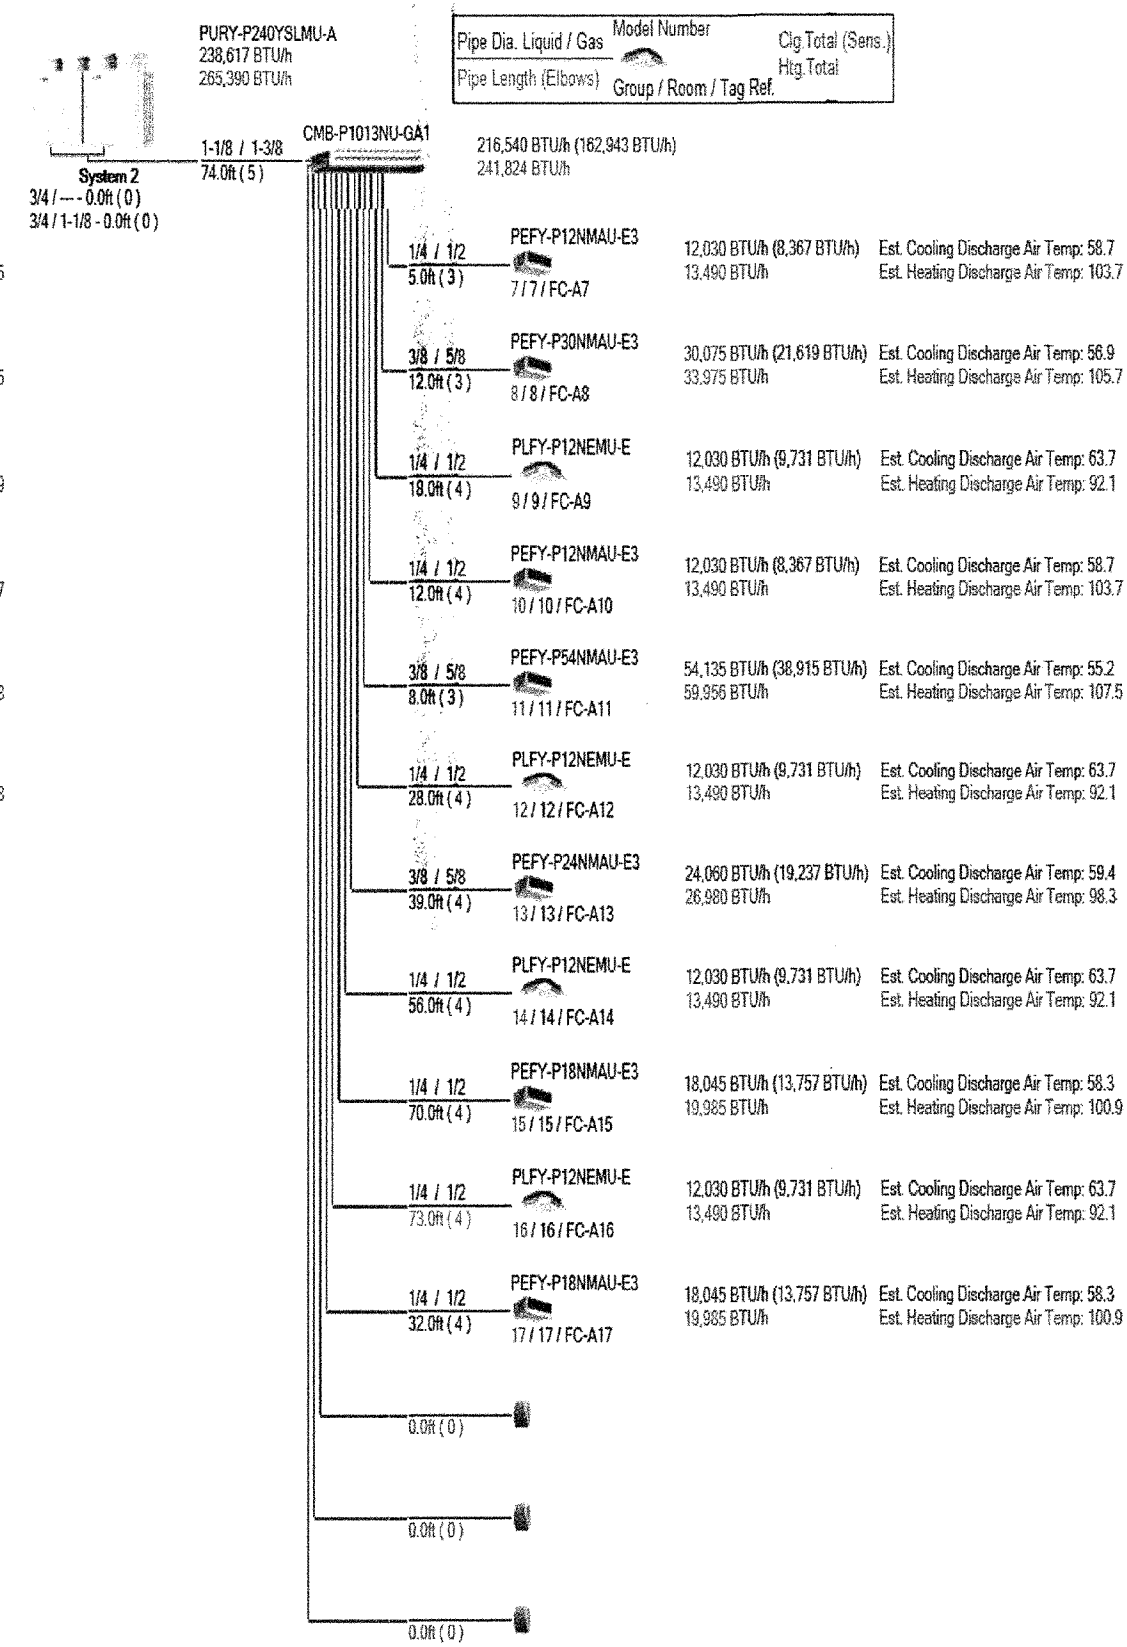 PURY-P240YSLMU-A
238,617 BTU/h
265,390 BTU/h
Pipe Dia. Liquid / Gas
Pipe Length (Elbows)
Model Number
Group / Room / Tag Ref.
Clg.Total (Sens.)
Htg.Total
System 2
3/4 / --- - 0.0ft ( 0 )
3/4 / 1-1/8 - 0.0ft ( 0 )
1-1/8 / 1-3/8
74.0ft ( 5 )
CMB-P1013NU-GA1
216,540 BTU/h (162,943 BTU/h)
241,824 BTU/h
1/4 / 1/2
5.0ft ( 3 )
PEFY-P12NMAU-E3
7 / 7 / FC-A7
12,030 BTU/h (8,367 BTU/h)
13,490 BTU/h
Est. Cooling Discharge Air Temp: 58.7
Est. Heating Discharge Air Temp: 103.7
3/8 / 5/8
12.0ft ( 3 )
PEFY-P30NMAU-E3
8 / 8 / FC-A8
30,075 BTU/h (21,619 BTU/h)
33,975 BTU/h
Est. Cooling Discharge Air Temp: 56.9
Est. Heating Discharge Air Temp: 105.7
1/4 / 1/2
18.0ft ( 4 )
PLFY-P12NEMU-E
9 / 9 / FC-A9
12,030 BTU/h (9,731 BTU/h)
13,490 BTU/h
Est. Cooling Discharge Air Temp: 63.7
Est. Heating Discharge Air Temp: 92.1
1/4 / 1/2
12.0ft ( 4 )
PEFY-P12NMAU-E3
10 / 10 / FC-A10
12,030 BTU/h (8,367 BTU/h)
13,490 BTU/h
Est. Cooling Discharge Air Temp: 58.7
Est. Heating Discharge Air Temp: 103.7
3/8 / 5/8
8.0ft ( 3 )
PEFY-P54NMAU-E3
11 / 11 / FC-A11
54,135 BTU/h (38,915 BTU/h)
59,956 BTU/h
Est. Cooling Discharge Air Temp: 55.2
Est. Heating Discharge Air Temp: 107.5
1/4 / 1/2
28.0ft ( 4 )
PLFY-P12NEMU-E
12 / 12 / FC-A12
12,030 BTU/h (9,731 BTU/h)
13,490 BTU/h
Est. Cooling Discharge Air Temp: 63.7
Est. Heating Discharge Air Temp: 92.1
3/8 / 5/8
39.0ft ( 4 )
PEFY-P24NMAU-E3
13 / 13 / FC-A13
24,060 BTU/h (19,237 BTU/h)
26,980 BTU/h
Est. Cooling Discharge Air Temp: 59.4
Est. Heating Discharge Air Temp: 98.3
1/4 / 1/2
56.0ft ( 4 )
PLFY-P12NEMU-E
14 / 14 / FC-A14
12,030 BTU/h (9,731 BTU/h)
13,490 BTU/h
Est. Cooling Discharge Air Temp: 63.7
Est. Heating Discharge Air Temp: 92.1
1/4 / 1/2
70.0ft ( 4 )
PEFY-P18NMAU-E3
15 / 15 / FC-A15
18,045 BTU/h (13,757 BTU/h)
19,985 BTU/h
Est. Cooling Discharge Air Temp: 58.3
Est. Heating Discharge Air Temp: 100.9
1/4 / 1/2
73.0ft ( 4 )
PLFY-P12NEMU-E
16 / 16 / FC-A16
12,030 BTU/h (9,731 BTU/h)
13,490 BTU/h
Est. Cooling Discharge Air Temp: 63.7
Est. Heating Discharge Air Temp: 92.1
1/4 / 1/2
32.0ft ( 4 )
PEFY-P18NMAU-E3
17 / 17 / FC-A17
18,045 BTU/h (13,757 BTU/h)
19,985 BTU/h
Est. Cooling Discharge Air Temp: 58.3
Est. Heating Discharge Air Temp: 100.9
0.0ft ( 0 )
0.0ft ( 0 )
0.0ft ( 0 )